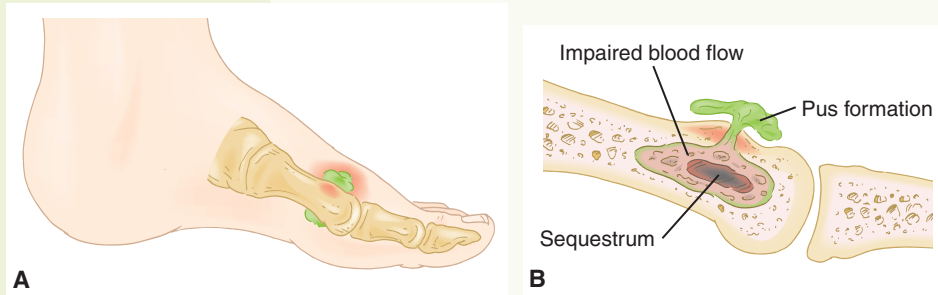 A
Impaired blood flow
Pus formation
Sequestrum
B